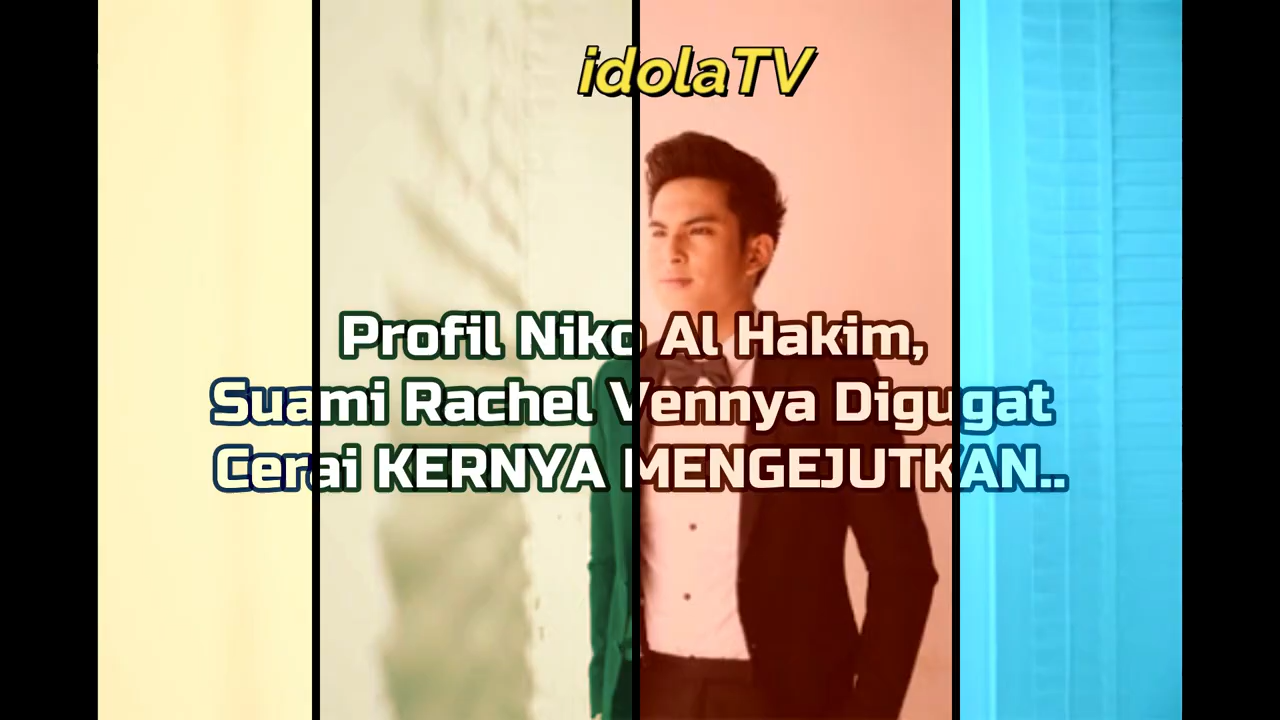 idolaTV
Profil Niko Al Hakim,
Suami Rachel Vennya Digugat
Cerai KERNYA MENGEJUTKAN..